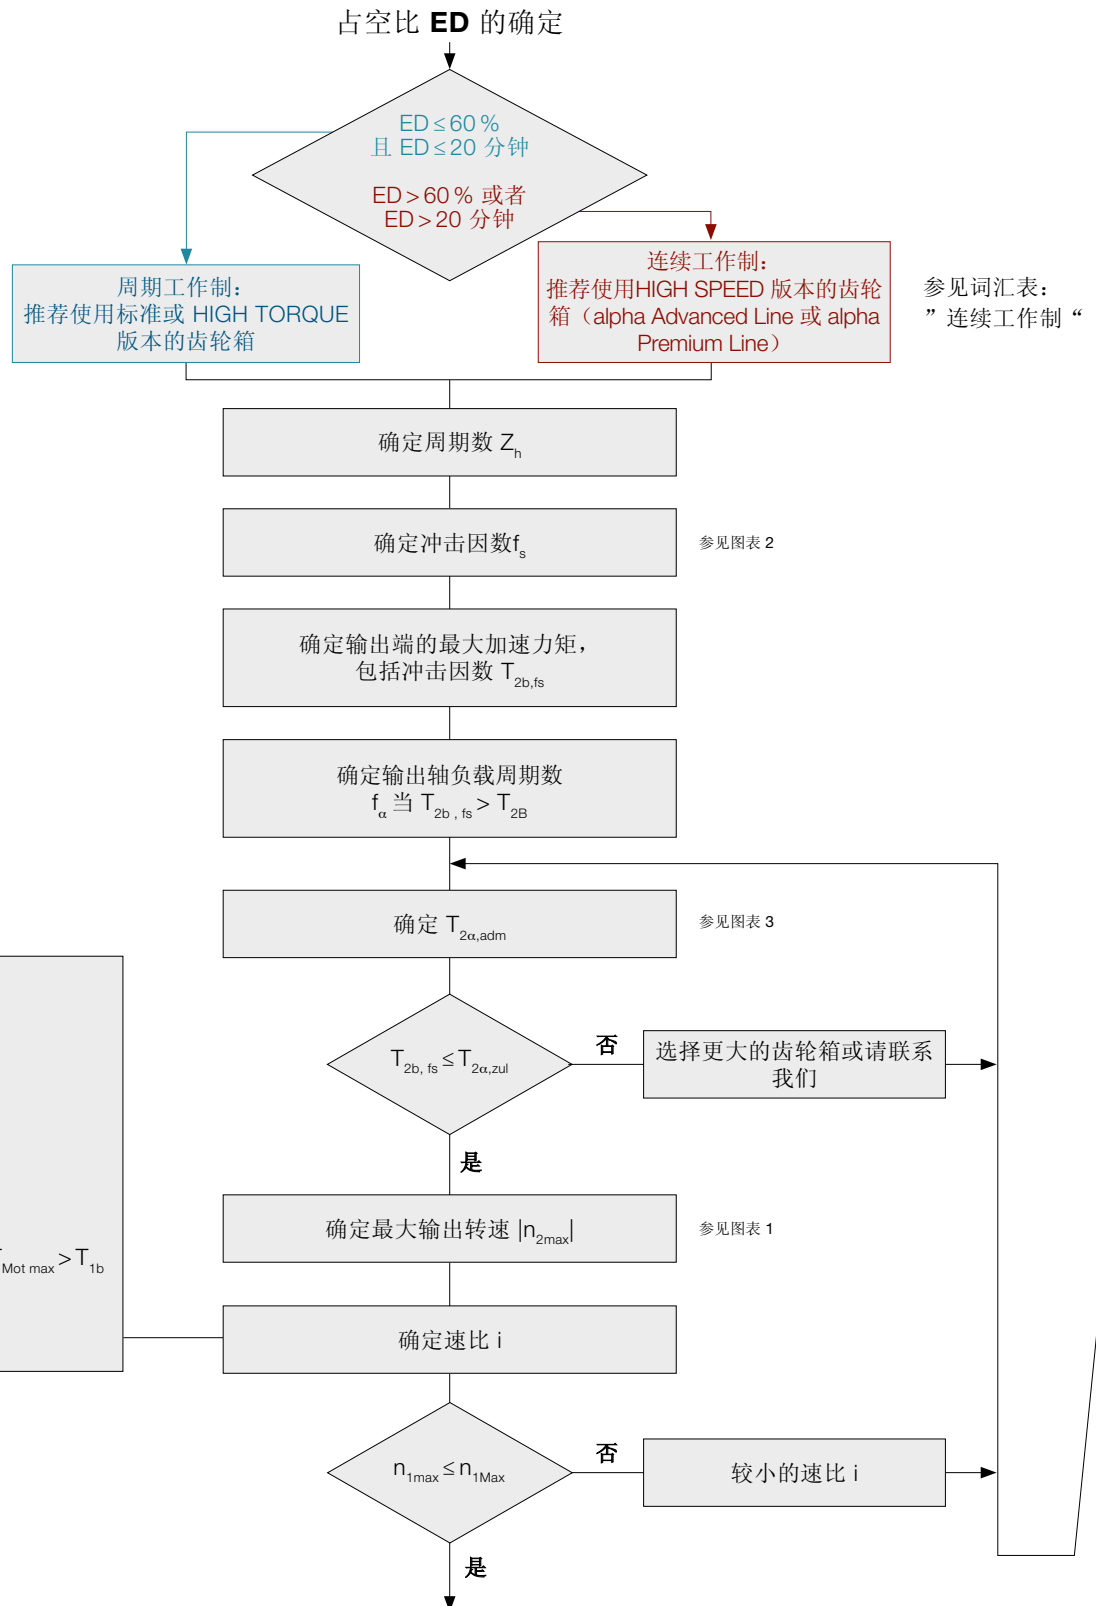 占空比 ED 的确定
ED ≤ 60 %
且 ED ≤ 20 分钟
ED > 60 % 或者
ED > 20 分钟
周期工作制：
推荐使用标准或 HIGH TORQUE
版本的齿轮箱
连续工作制：
推荐使用HIGH SPEED 版本的齿轮
箱（alpha Advanced Line 或 alpha
Premium Line）
参见词汇表：
”连续工作制“
确定周期数 Zh
确定冲击因数fs
参见图表 2
确定输出端的最大加速力矩，
包括冲击因数 T2b,fs
确定输出轴负载周期数
fα 当 T2b , fs > T2B
确定 T2α,adm
参见图表 3
T2b, fs ≤ T2α,zul
否
选择更大的齿轮箱或请联系
我们
是
确定最大输出转速 |n2max|
参见图表 1
Mot max > T1b
确定速比 i
n1max ≤ n1Max
否
较小的速比 i
是